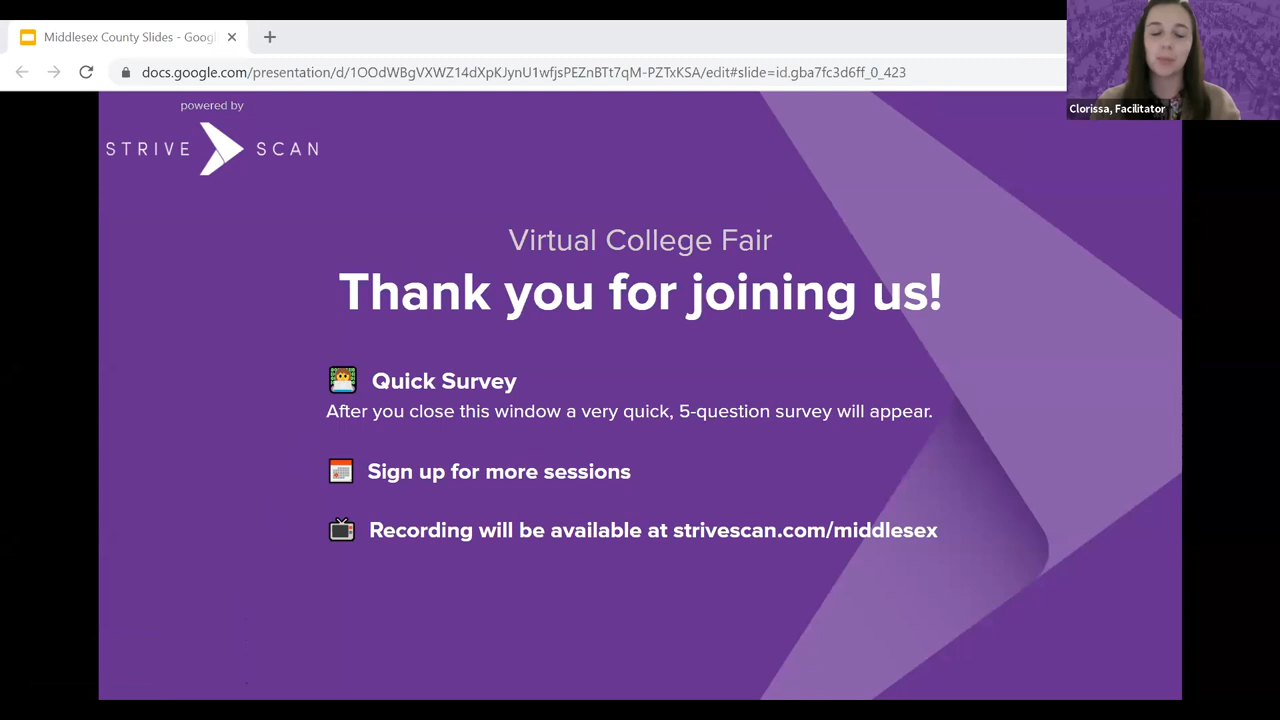 Middlesex County Slides - Googl
docs.google.com/presentation/d/1OOdWBgVXWZ14dXpKJynU1wfjsPEZnBTt7qM-PZTxKSA/edit#slide=id.gba7fc3d6ff_0_423
Clorissa, Facilitator
powered by
STRIVE SCAN
Virtual College Fair
Thank you for joining us!
Quick Survey
After you close this window a very quick, 5-question survey will appear.
Sign up for more sessions
Recording will be available at strivescan.com/middlesex